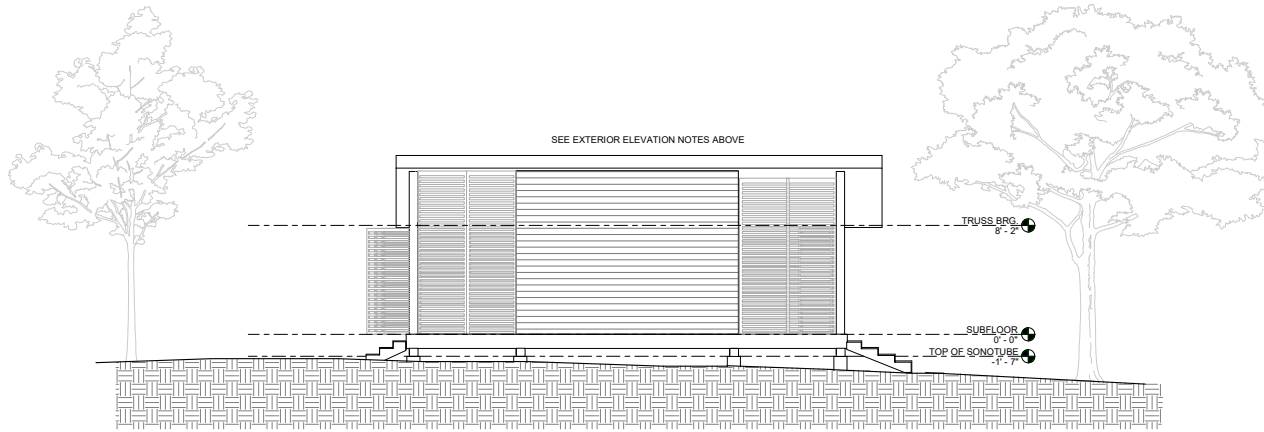 SEE EXTERIOR ELEVATION NOTES ABOVE
TRUSS BRG.
8' - 2"
SUBFLOOR
0' - 0"
TOP OF SONOTUBE
-1' - 7"